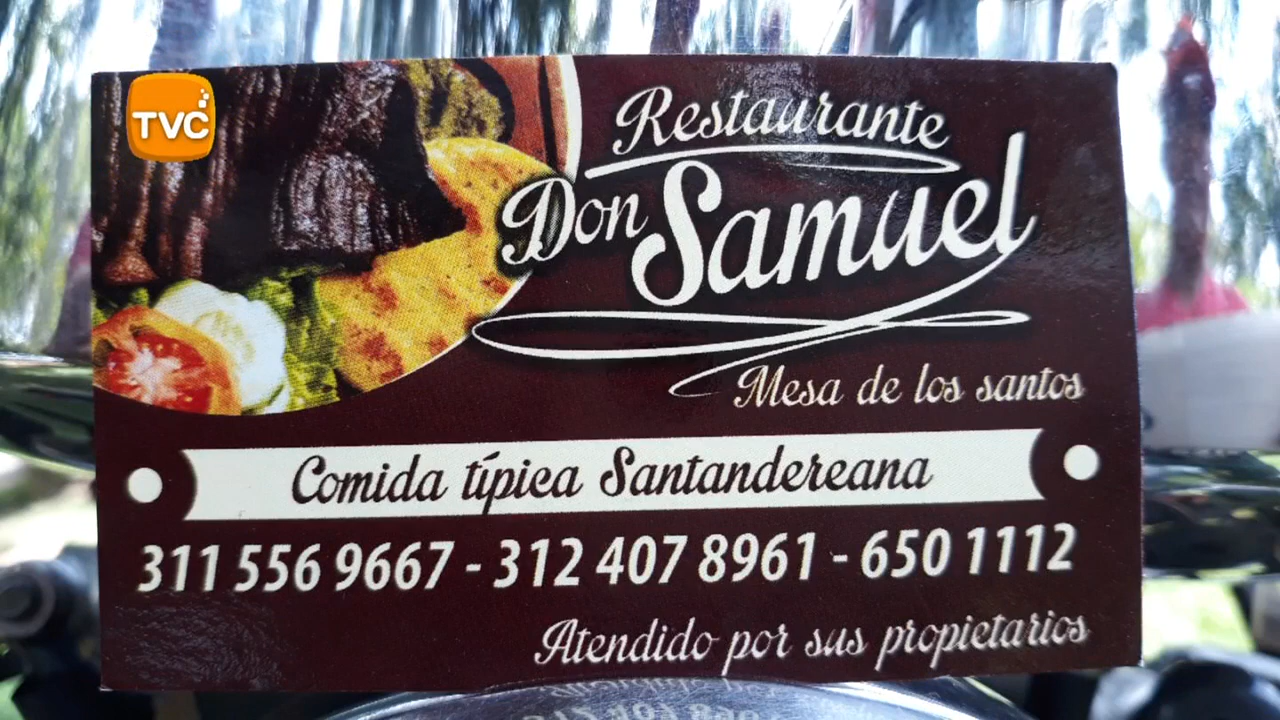 TVC
Restaurante
Don Samuel
Mesa de los santos
Comida típica Santandereana
311 556 9667 - 312 407 8961 - 650 1112
Atendido por sus propietarios